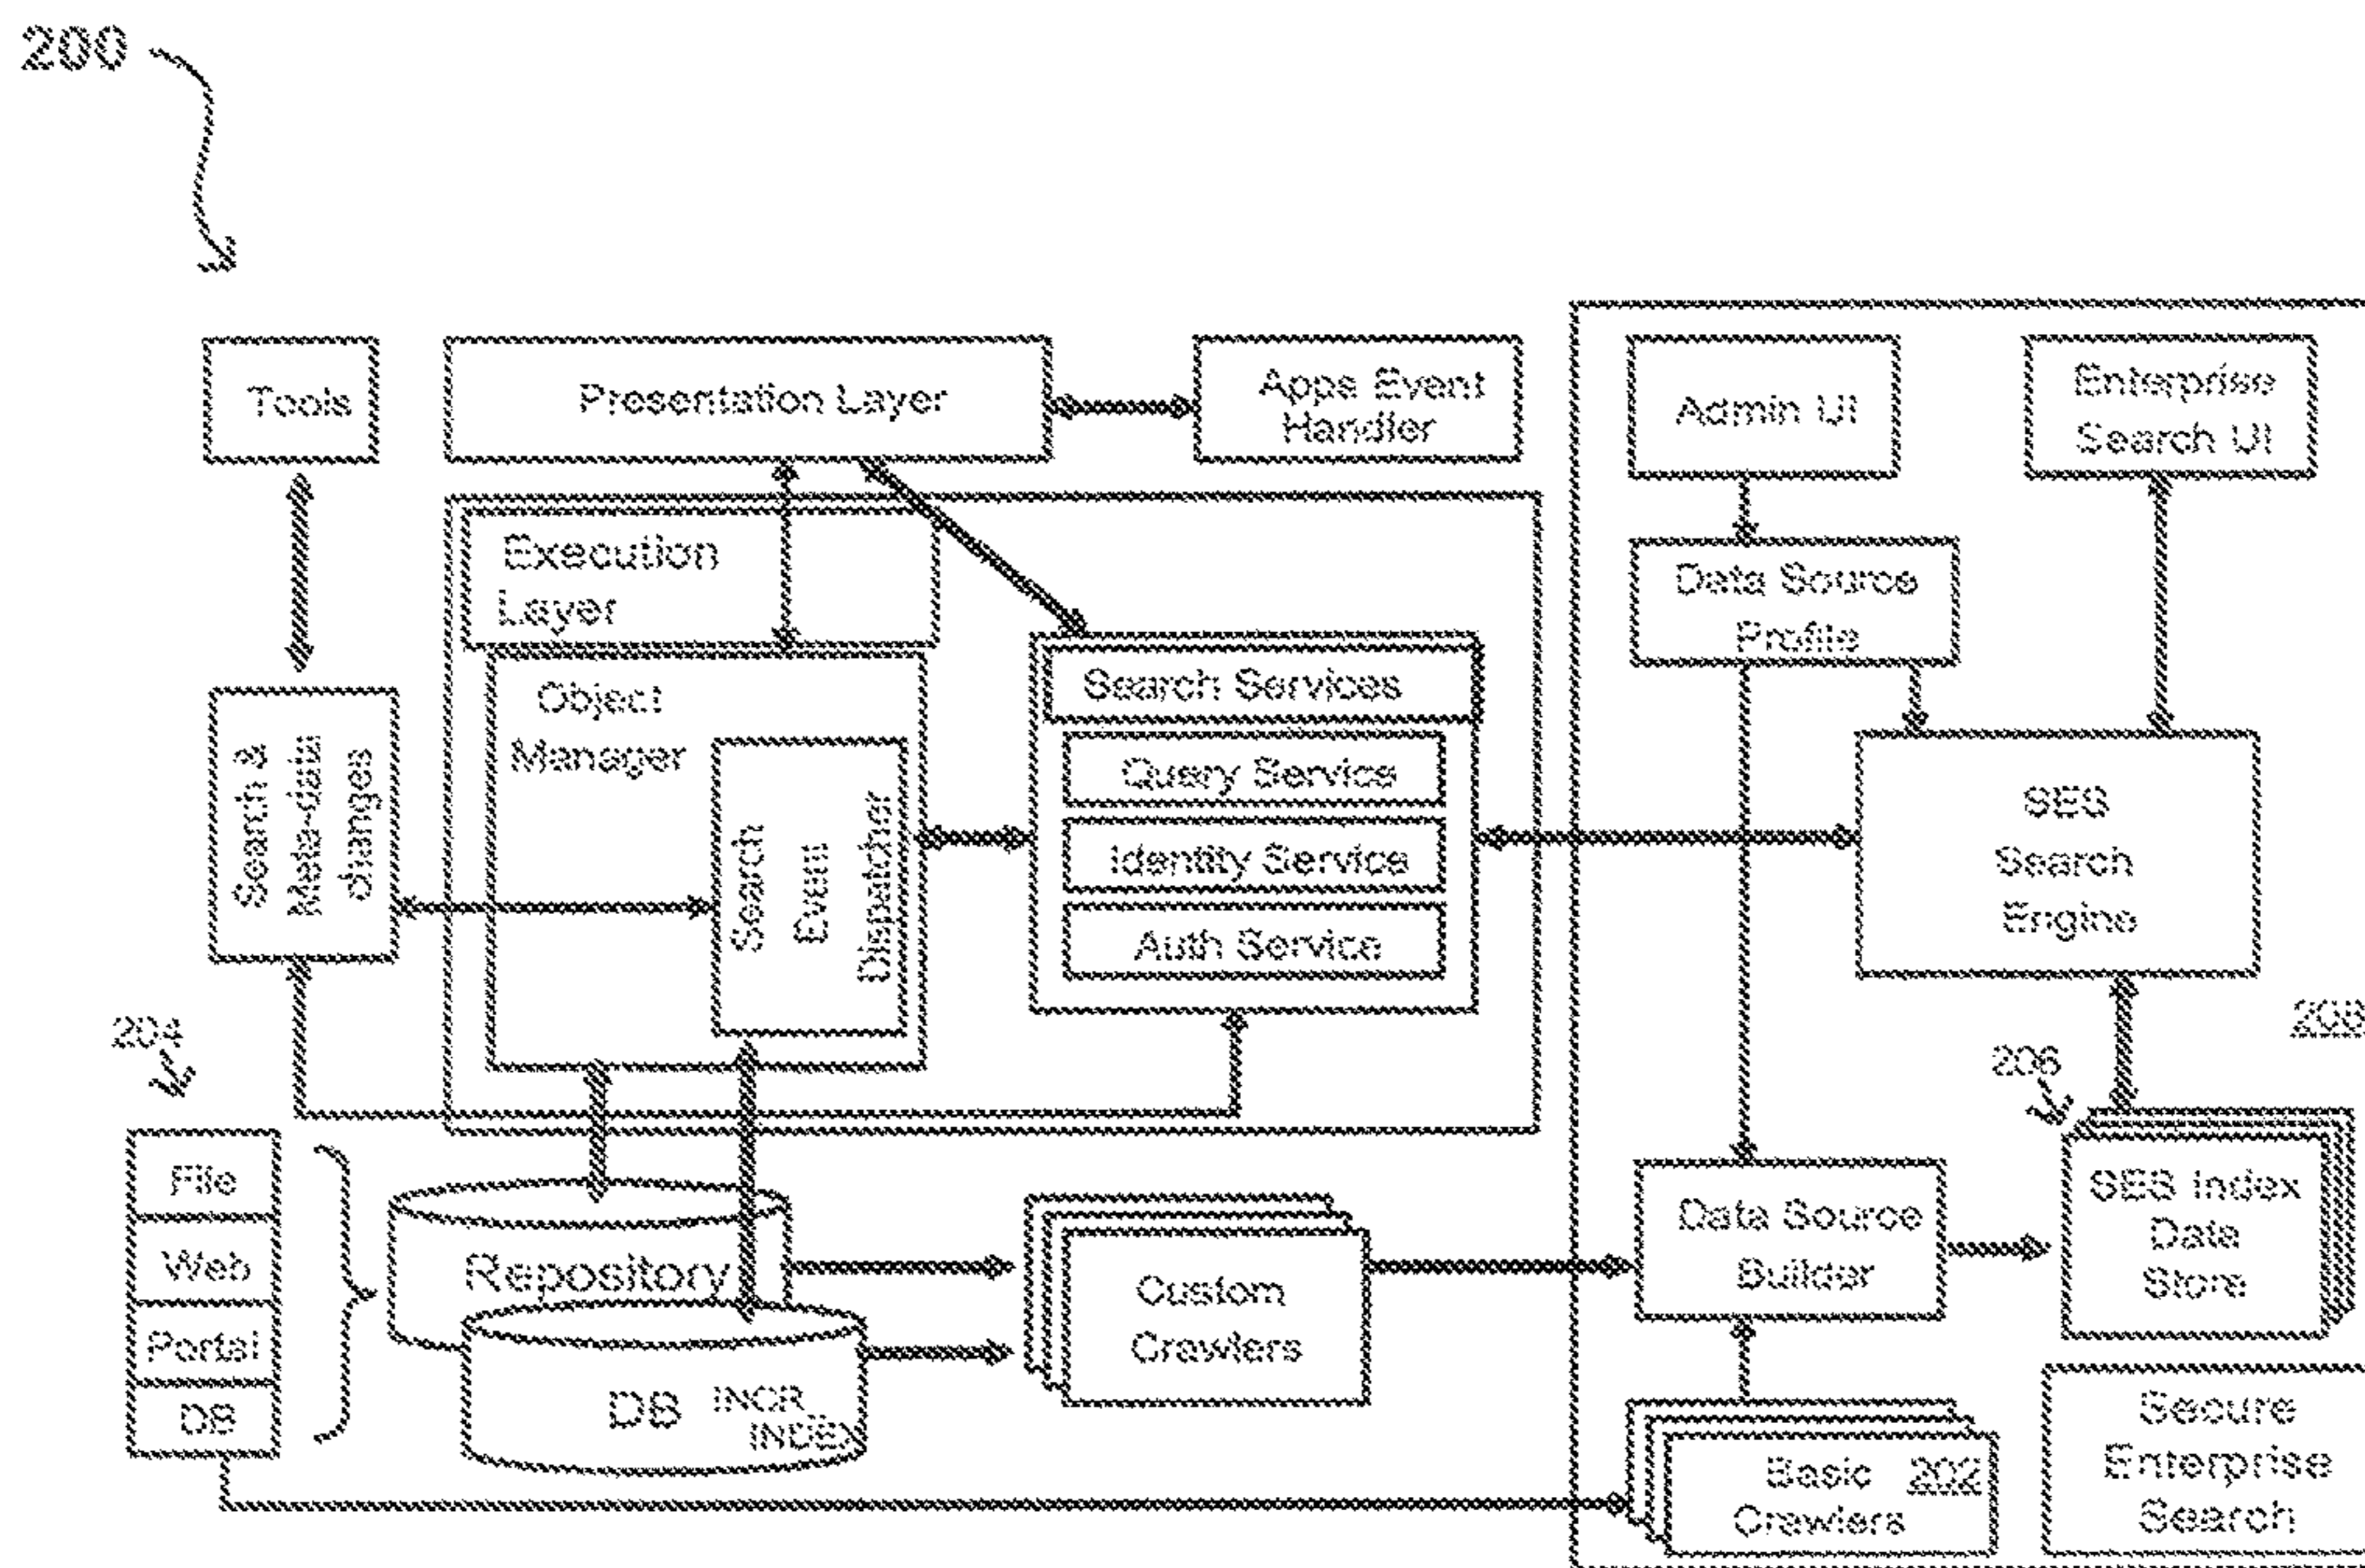 200
Tools
Presentation Layer
Apps Event
Handler
Admin UI
Enterprise
Search UI
Execution
Layer
Data Source
Profile
Object
Manager
Search Services
Query Service
Identity Service
Auth Service
Search &
Meta-data
changes
Search
Event
Dispatcher
SES
Search
Engine
204
206
208
File
Web
Portal
DB
Repository
DB INCR
INDEX
Custom
Crawlers
Data Source
Builder
SES Index
Data
Store
Basic 202
Crawlers
Secure
Enterprise
Search